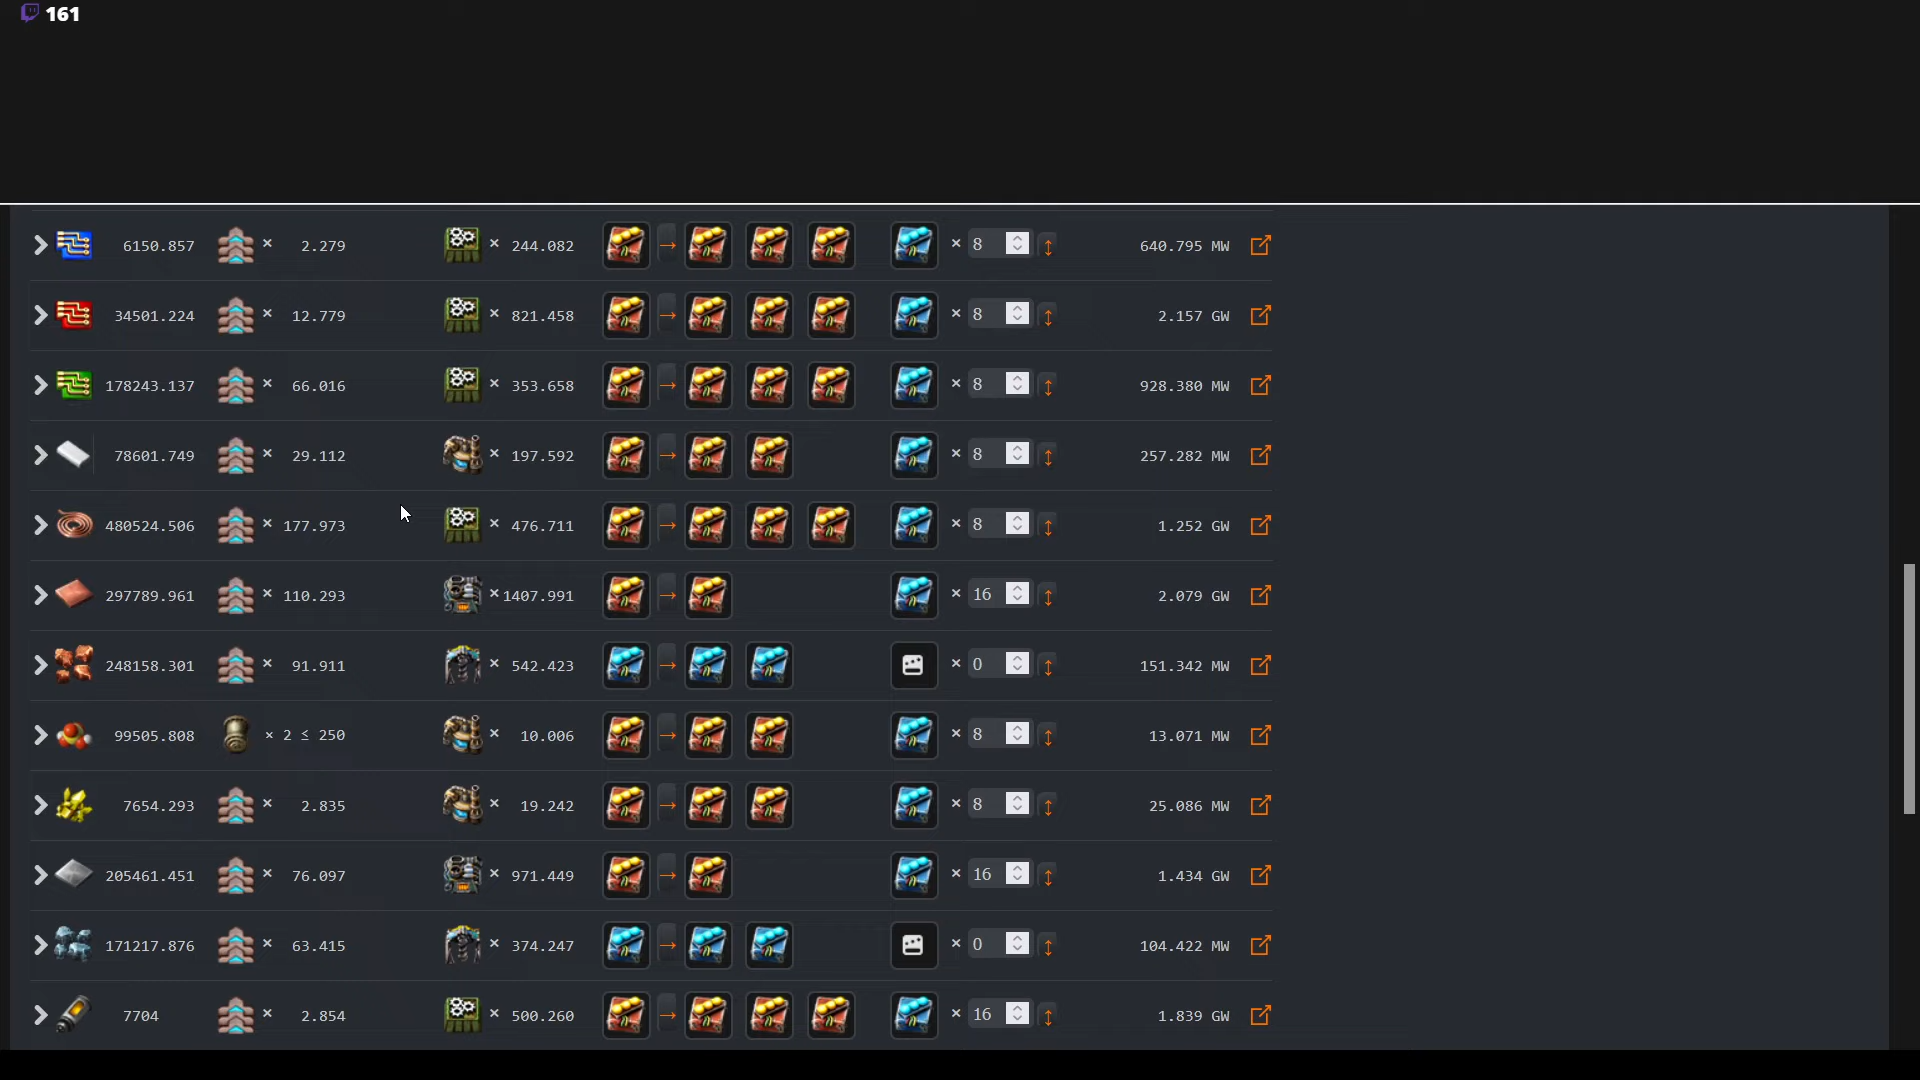 161
6150.857 × 2.279 × 244.082 → × 8 640.795 MW
34501.224 × 12.779 × 821.458 → × 8 2.157 GW
178243.137 × 66.016 × 353.658 → × 8 928.380 MW
78601.749 × 29.112 × 197.592 → × 8 257.282 MW
480524.506 × 177.973 × 476.711 → × 8 1.252 GW
297789.961 × 110.293 × 1407.991 → × 16 2.079 GW
248158.301 × 91.911 × 542.423 → × 0 151.342 MW
99505.808 × 2 ≤ 250 × 10.006 → × 8 13.071 MW
7654.293 × 2.835 × 19.242 → × 8 25.086 MW
205461.451 × 76.097 × 971.449 → × 16 1.434 GW
171217.876 × 63.415 × 374.247 → × 0 104.422 MW
7704 × 2.854 × 500.260 → × 16 1.839 GW